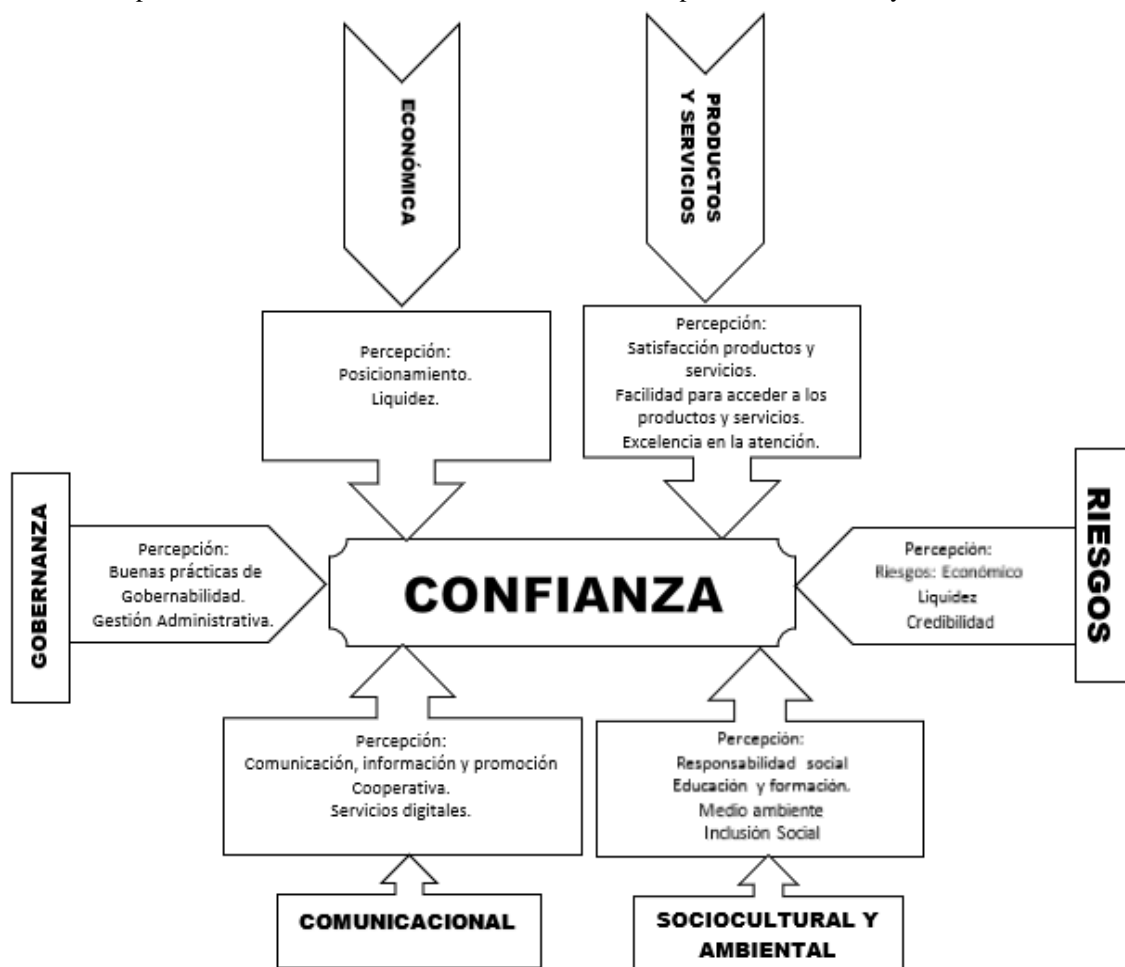 ECONÓMICA
PRODUCTOS
Y SERVICIOS
Percepción:
Posicionamiento.
Liquidez.
Percepción:
Satisfacción productos y
servicios.
Facilidad para acceder a los
productos y servicios.
Excelencia en la atención.
GOBERNANZA
Percepción:
Buenas prácticas de
Gobernabilidad.
Gestión Administrativa.
CONFIANZA
Percepción:
Riesgos: Económico
Liquidez
Credibilidad
RIESGOS
Percepción:
Comunicación, información y promoción
Cooperativa.
Servicios digitales.
Percepción:
Responsabilidad social
Educación y formación.
Medio ambiente
Inclusión Social
COMUNICACIONAL
SOCIOCULTURAL Y
AMBIENTAL